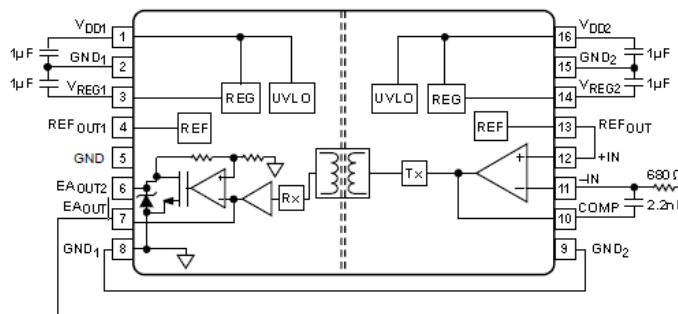 VDD1
1µF
1
GND1
2
1µF
VREG1
3
REFOUT1
4
GND
5
EAOUT2
6
EAOUT
7
GND1
8
REG
UVLO
REF
Rx
Tx
UVLO
REG
REF
VDD2
16
1µF
GND2
15
VREG2
14
1µF
REFOUT
13
+IN
12
–IN
11
680Ω
COMP
10
2.2n
9
GND2